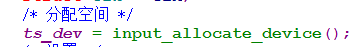 /* 分配空间 */
ts_dev = input_allocate_device();